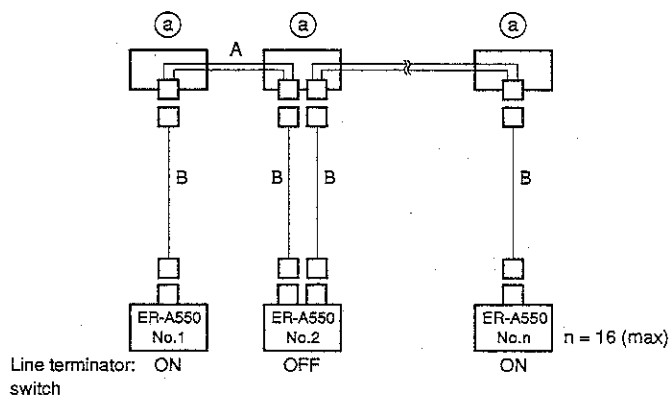 a a a
A
B B B B
ER-A550 ER-A550 ER-A550
No.1 No.2 No.n n = 16 (max)
Line terminator: ON OFF ON
switch